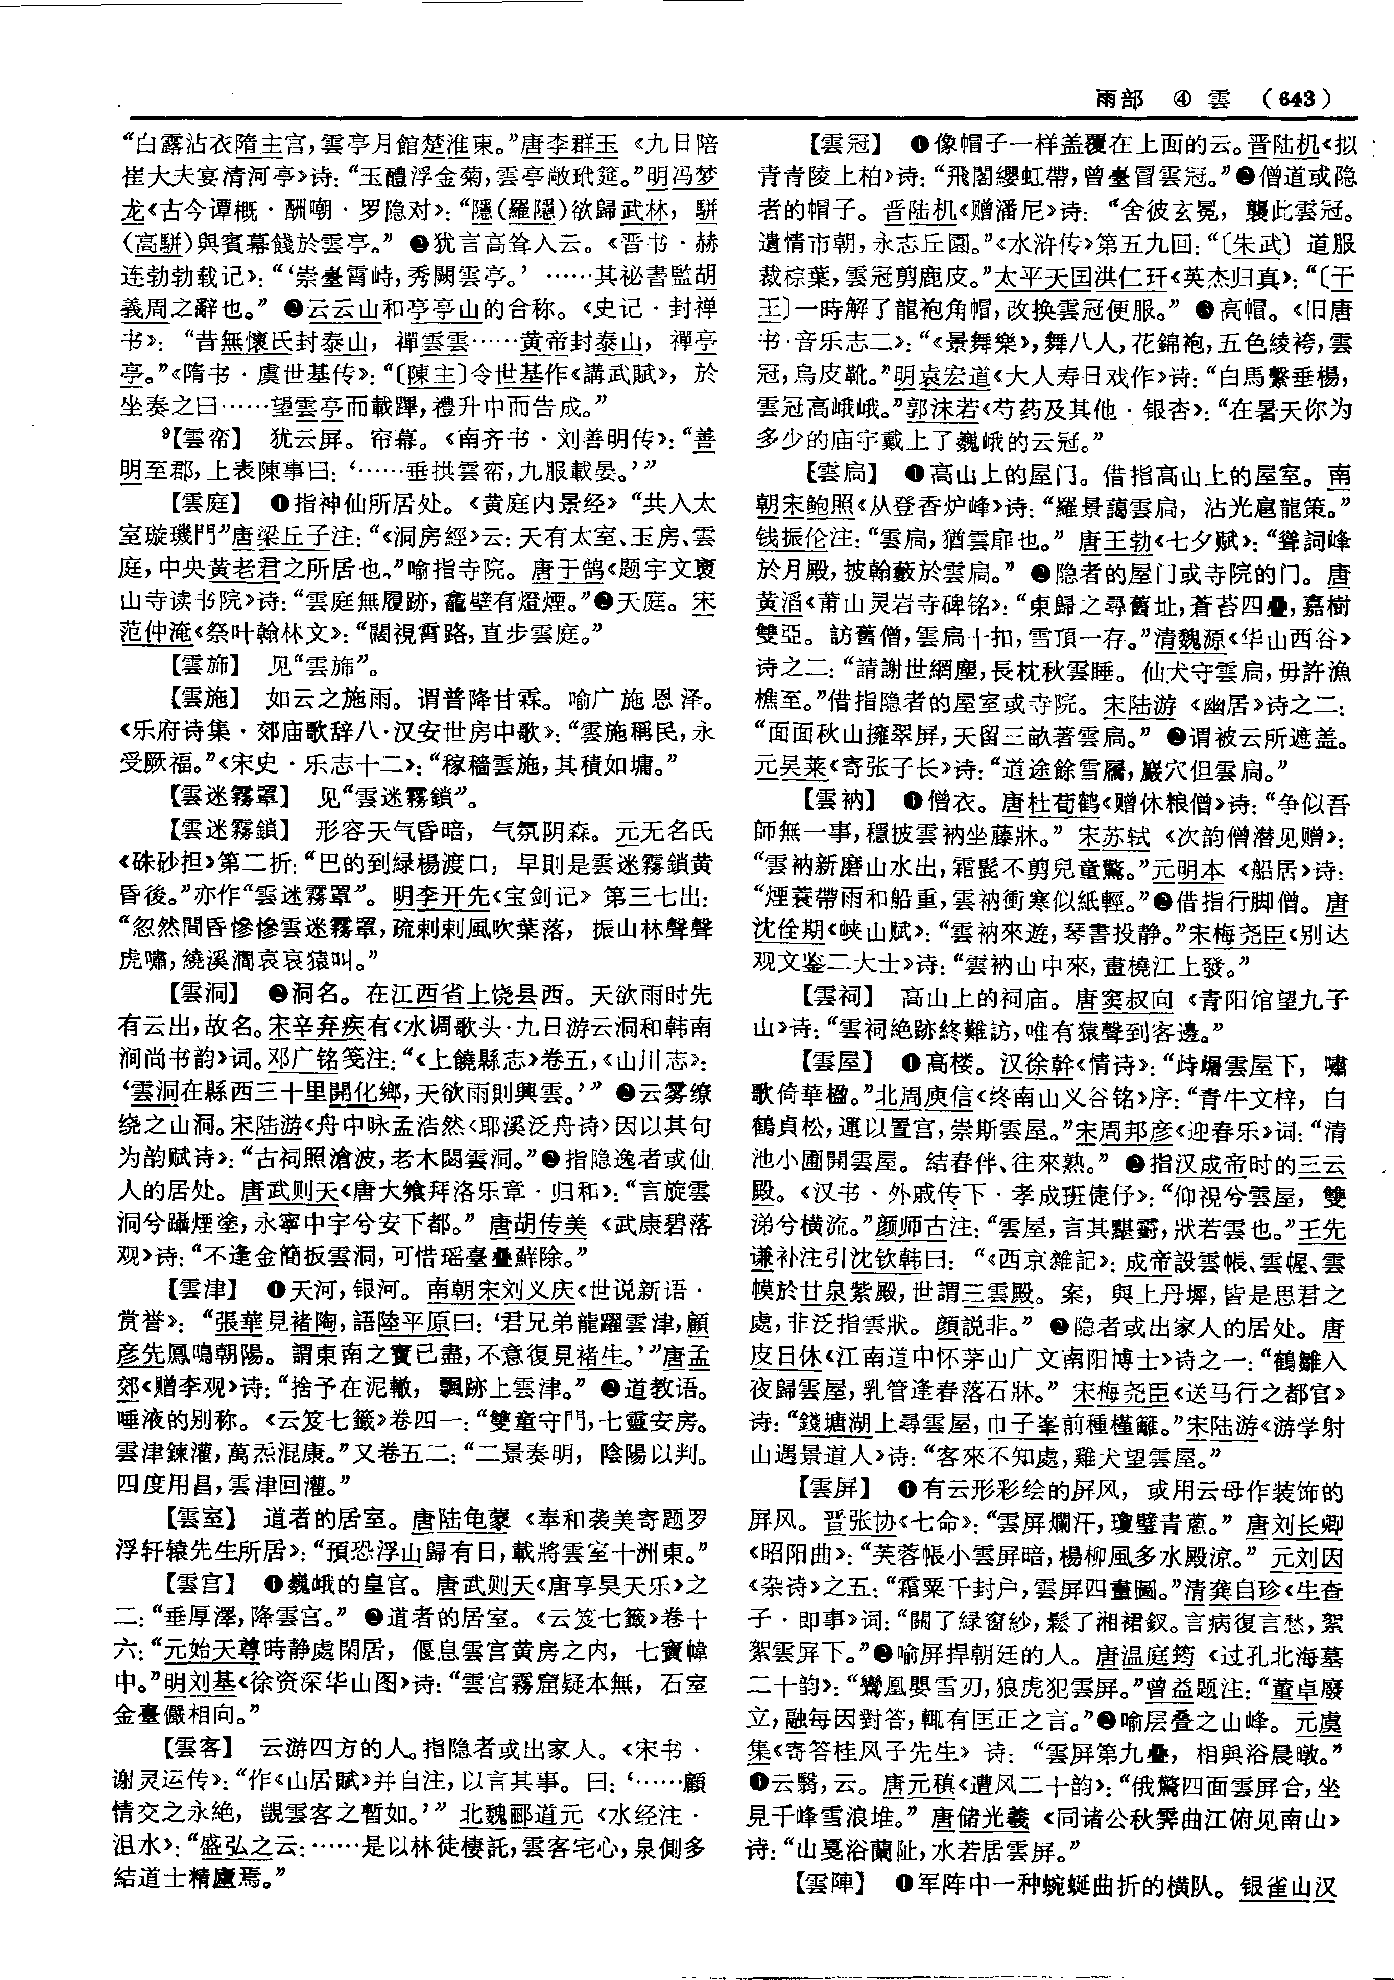 雨部 ④ 雲 (643)
“白露沾衣隋主宫，雲亭月館楚淮東。”唐李群玉《九日陪
崔大夫宴清河亭》诗：“玉醴浮金菊，雲亭敞玳筵。”明冯梦
龙《古今谭概·酬嘲·罗隐对》：“隱(羅隱)欲歸武林，駢
(高駢)與賓幕餞於雲亭。” ❷犹言高耸入云。《晋书·赫
连勃勃载记》：“‘崇臺霄峙，秀闕雲亭。’……其祕書監胡
義周之辭也。” ❸云云山和亭亭山的合称。《史记·封禅
书》：“昔無懷氏封泰山，禪雲雲……黄帝封泰山，禪亭
亭。”《隋书·虞世基传》：“〔陳主〕令世基作《講武賦》，於
坐奏之曰……望雲亭而載蹕，禮升中而告成。”
【雲帟】 犹云屏。帘幕。《南齐书·刘善明传》：“善
明至郡，上表陳事曰：‘……垂拱雲帟，九服載晏。’”
【雲庭】 ❶指神仙所居处。《黄庭内景经》“共入太
室璇璣門”唐梁丘子注：“《洞房經》云：天有太室、玉房、雲
庭，中央黄老君之所居也。”喻指寺院。唐于鹄《题宇文褭
山寺读书院》诗：“雲庭無履跡，龕壁有燈煙。”❷天庭。宋
范仲淹《祭叶翰林文》：“闊視霄路，直步雲庭。”
【雲斾】 见“雲旆”。
【雲施】 如云之施雨。谓普降甘霖。喻广施恩泽。
《乐府诗集·郊庙歌辞八·汉安世房中歌》：“雲施稱民，永
受厥福。”《宋史·乐志十二》：“稼穡雲施，其積如墉。”
【雲迷霧罩】 见“雲迷霧鎖”。
【雲迷霧鎖】 形容天气昏暗，气氛阴森。元无名氏
《硃砂担》第二折：“巴的到緑楊渡口，早則是雲迷霧鎖黄
昏後。”亦作“雲迷霧罩”。明李开先《宝剑记》第三七出：
“忽然間昏慘慘雲迷霧罩，疏剌剌風吹葉落，振山林聲聲
虎嘯，繞溪澗哀哀猿叫。”
【雲洞】 ❶洞名。在江西省上饶县西。天欲雨时先
有云出，故名。宋辛弃疾有《水调歌头·九日游云洞和韩南
涧尚书韵》词。邓广铭笺注：“《上饒縣志》卷五，《山川志》：
‘雲洞在縣西三十里開化鄉，天欲雨則興雲。’” ❷云雾缭
绕之山洞。宋陆游《舟中咏孟浩然〈耶溪泛舟诗〉因以其句
为韵赋诗》：“古祠照滄波，老木閟雲洞。”❸指隐逸者或仙
人的居处。唐武则天《唐大飨拜洛乐章·归和》：“言旋雲
洞兮躡煙塗，永寧中宇兮安下都。” 唐胡传美《武康碧落
观》诗：“不逢金簡扳雲洞，可惜瑶臺疊蘚除。”
【雲津】 ❶天河，银河。南朝宋刘义庆《世说新语·
赏誉》：“張華見褚陶，語陸平原曰：‘君兄弟龍躍雲津，顧
彦先鳳鳴朝陽。謂東南之寶已盡，不意復見褚生。’”唐孟
郊《赠李观》诗：“捨予在泥轍，飄跡上雲津。” ❷道教语。
唾液的别称。《云笈七籤》卷四一：“雙童守門，七靈安房。
雲津鍊灌，萬炁混康。”又卷五二：“二景奏明，陰陽以判。
四度用昌，雲津回灌。”
【雲室】 道者的居室。唐陆龟蒙《奉和袭美寄题罗
浮轩辕先生所居》：“預恐浮山歸有日，載將雲室十洲東。”
【雲宫】 ❶巍峨的皇宫。唐武则天《唐享昊天乐》之
二：“垂厚澤，降雲宫。” ❷道者的居室。《云笈七籤》卷十
六：“元始天尊時静處閑居，偃息雲宫黄房之内，七寶幃
中。”明刘基《徐资深华山图》诗：“雲宫霧窟疑本無，石室
金臺儼相向。”
【雲客】 云游四方的人。指隐者或出家人。《宋书·
谢灵运传》：“作《山居賦》并自注，以言其事。曰：‘……顧
情交之永絶，覬雲客之暫如。’” 北魏郦道元《水经注·
沮水》：“盛弘之云：……是以林徒棲託，雲客宅心，泉側多
結道士精廬焉。”
【雲冠】 ❶像帽子一样盖覆在上面的云。晋陆机《拟
青青陵上柏》诗：“飛閣纓虹帶，曾臺冒雲冠。”❷僧道或隐
者的帽子。晋陆机《赠潘尼》诗：“舍彼玄冕，襲此雲冠。
遺情市朝，永志丘園。”《水浒传》第五九回：“〔朱武〕道服
裁棕葉，雲冠剪鹿皮。”太平天囯洪仁玕《英杰归真》：“〔干
王〕一時解了龍袍角帽，改换雲冠便服。” ❸高帽。《旧唐
书·音乐志二》：“《景舞樂》，舞八人，花錦袍，五色綾袴，雲
冠，烏皮靴。”明袁宏道《大人寿日戏作》诗：“白馬繫垂楊，
雲冠高峨峨。”郭沫若《芍药及其他·银杏》：“在暑天你为
多少的庙宇戴上了巍峨的云冠。”
【雲扃】 ❶高山上的屋门。借指高山上的屋室。南
朝宋鲍照《从登香炉峰》诗：“羅景藹雲扃，沾光扈龍策。”
钱振伦注：“雲扃，猶雲扉也。” 唐王勃《七夕赋》：“聳詞峰
於月殿，披翰藪於雲扃。” ❷隐者的屋门或寺院的门。唐
黄滔《莆山灵岩寺碑铭》：“東歸之尋舊址，蒼苔四疊，嘉樹
雙亞。訪舊僧，雲扃十扣，雪頂一存。”清魏源《华山西谷》
诗之二：“請謝世網塵，長枕秋雲睡。仙犬守雲扃，毋許漁
樵至。”借指隐者的屋室或寺院。宋陆游《幽居》诗之二：
“面面秋山擁翠屏，天留三畝著雲扃。” ❸谓被云所遮盖。
元吴莱《寄张子长》诗：“道途餘雪屩，巖穴但雲扃。”
【雲衲】 ❶僧衣。唐杜荀鹤《赠休粮僧》诗：“争似吾
師無一事，穩披雲衲坐藤牀。” 宋苏轼《次韵僧潜见赠》：
“雲衲新磨山水出，霜髭不剪兒童驚。”元明本《船居》诗：
“煙蓑帶雨和船重，雲衲衝寒似紙輕。”❷借指行脚僧。唐
沈佺期《峡山赋》：“雲衲來遊，琴書投静。”宋梅尧臣《别达
观文鉴二大士》诗：“雲衲山中來，畫橈江上發。”
【雲祠】 高山上的祠庙。唐窦叔向《青阳馆望九子
山》诗：“雲祠絶跡終難訪，唯有猿聲到客邊。”
【雲屋】 ❶高楼。汉徐幹《情诗》：“峙𤲞雲屋下，嘯
歌倚華楹。”北周庾信《终南山义谷铭》序：“青牛文梓，白
鶴貞松，運以置宫，崇斯雲屋。”宋周邦彦《迎春乐》词：“清
池小圃開雲屋。結春伴、往來熟。” ❷指汉成帝时的三云
殿。《汉书·外戚传下·孝成班倢伃》：“仰視兮雲屋，雙
涕兮横流。”颜师古注：“雲屋，言其黮䨴，狀若雲也。”王先
谦补注引沈钦韩曰：“《西京雜記》：成帝設雲帳、雲幄、雲
幙於甘泉紫殿，世謂三雲殿。案，與上丹墀，皆是思君之
處，非泛指雲狀。顔説非。” ❸隐者或出家人的居处。唐
皮日休《江南道中怀茅山广文南阳博士》诗之一：“鶴雛入
夜歸雲屋，乳管逢春落石牀。” 宋梅尧臣《送马行之都官》
诗：“錢塘湖上尋雲屋，巾子峯前種槿籬。”宋陆游《游学射
山遇景道人》诗：“客來不知處，雞犬望雲屋。”
【雲屏】 ❶有云形彩绘的屏风，或用云母作装饰的
屏风。晋张协《七命》：“雲屏爛汗，瓊璧青蔥。” 唐刘长卿
《昭阳曲》：“芙蓉帳小雲屏暗，楊柳風多水殿涼。” 元刘因
《杂诗》之五：“霜粟千封户，雲屏四畫圖。”清龚自珍《生查
子·即事》词：“關了緑窗紗，鬆了湘裙釵。言病復言愁，絮
絮雲屏下。”❷喻屏捍朝廷的人。唐温庭筠《过孔北海墓
二十韵》：“鸞凰嬰雪刃，狼虎犯雲屏。”曾益题注：“董卓廢
立，融每因對答，輒有匡正之言。”❸喻层叠之山峰。元虞
集《寄答桂风子先生》诗：“雲屏第九疊，相與浴晨暾。”
❹云翳，云。唐元稹《遭风二十韵》：“俄驚四面雲屏合，坐
見千峰雪浪堆。” 唐储光羲《同诸公秋霁曲江俯见南山》
诗：“山戛浴蘭阯，水若居雲屏。”
【雲陣】 ❶军阵中一种蜿蜒曲折的横队。银雀山汉